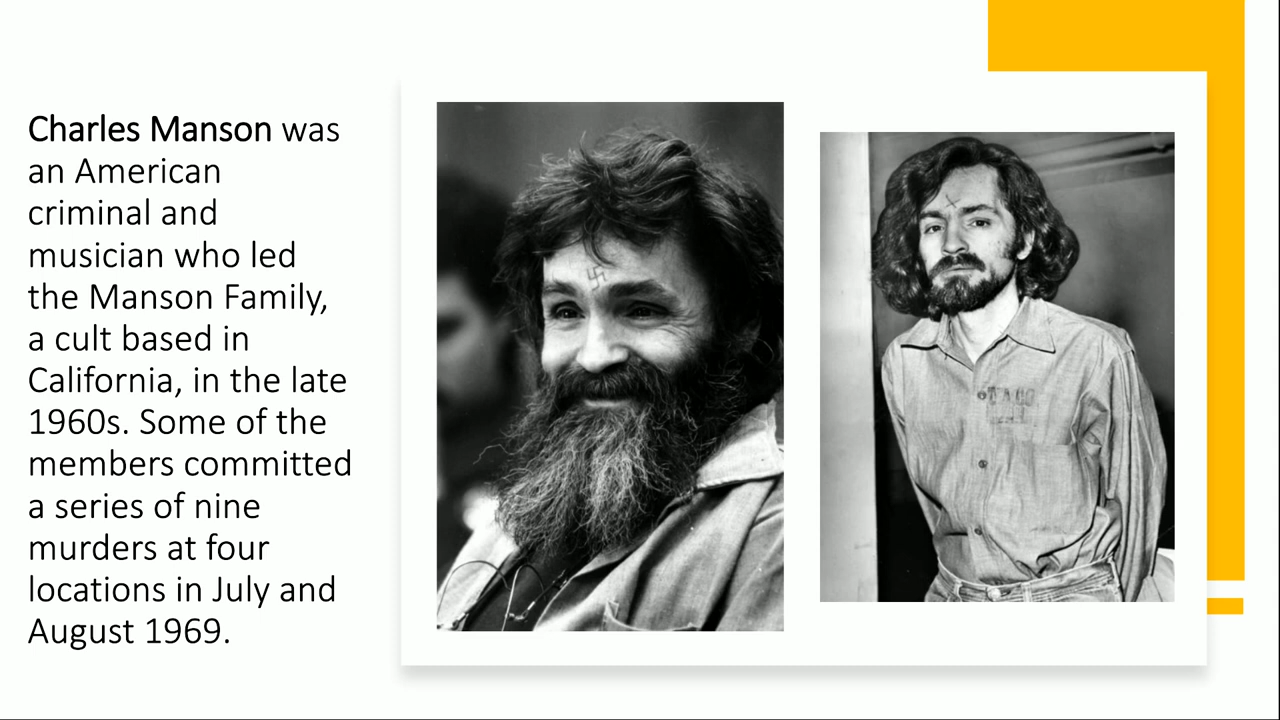 Charles Manson was
an American
criminal and
musician who led
the Manson Family,
a cult based in
California, in the late
1960s. Some of the
members committed
a series of nine
murders at four
locations in July and
August 1969.